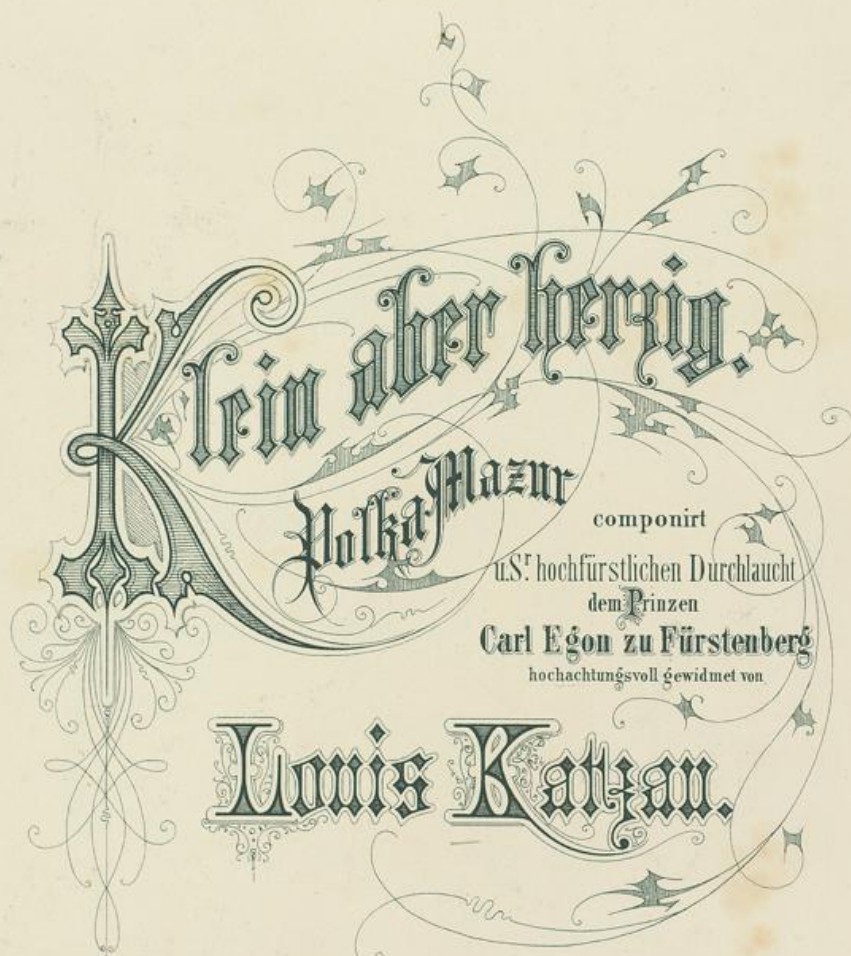 Klein aber herzig.
Polka Mazur
componirt
u. Sr. hochfürstlichen Durchlaucht
dem Prinzen
Carl Egon zu Fürstenberg
hochachtungsvoll gewidmet von
Louis Katzau.